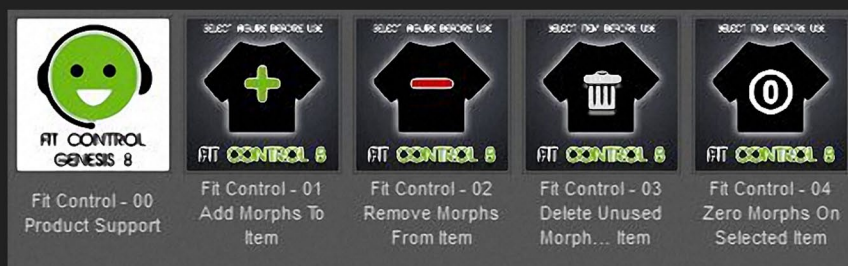 FIT CONTROL
GENESIS 8
Fit Control - 00
Product Support
SELECT FIGURE BEFORE USE
FIT CONTROL 8
Fit Control - 01
Add Morphs To
Item
SELECT FIGURE BEFORE USE
FIT CONTROL 8
Fit Control - 02
Remove Morphs
From Item
SELECT ITEM BEFORE USE
FIT CONTROL 8
Fit Control - 03
Delete Unused
Morph... Item
SELECT ITEM BEFORE USE
0
FIT CONTROL 8
Fit Control - 04
Zero Morphs On
Selected Item